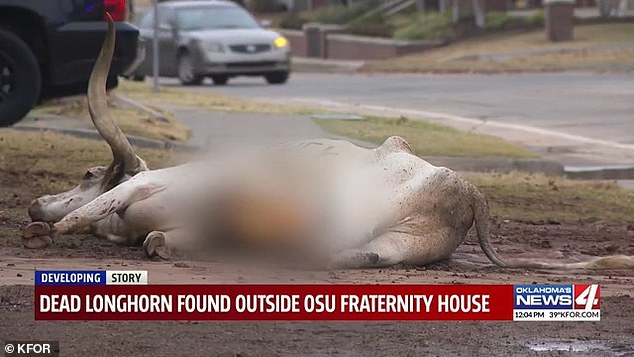 DEVELOPING STORY
DEAD LONGHORN FOUND OUTSIDE OSU FRATERNITY HOUSE
OKLAHOMA'S
NEWS 4
12:04 PM 39° KFOR.COM
© KFOR